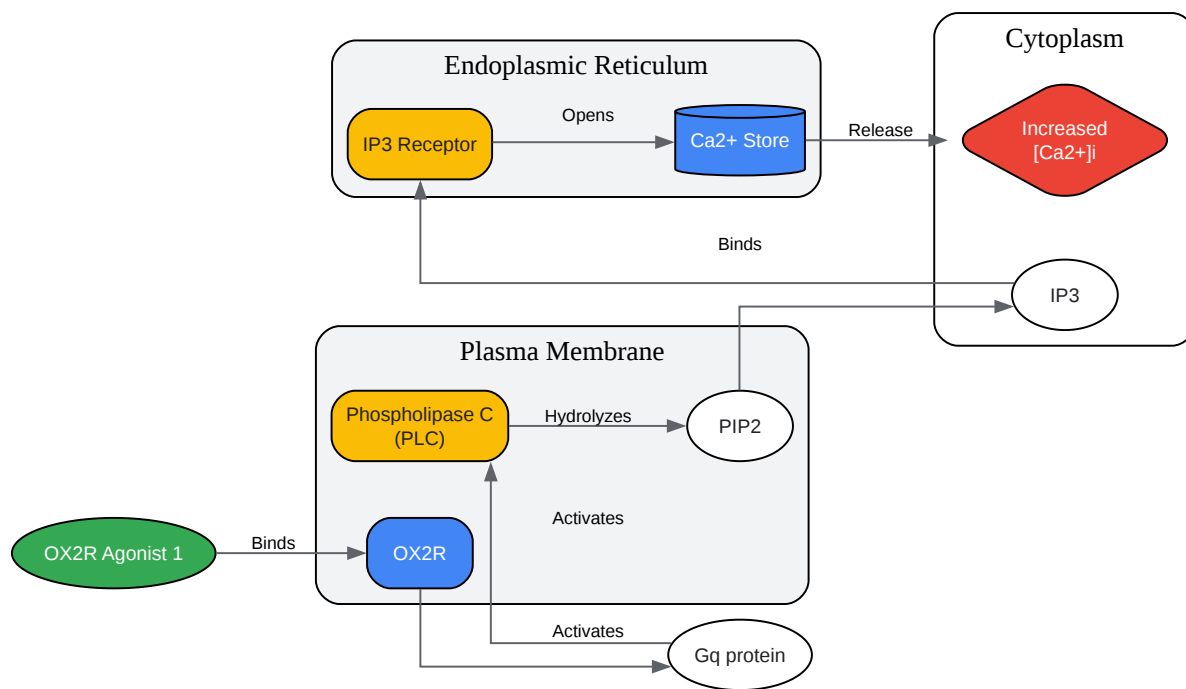 Cytoplasm
Endoplasmic Reticulum
IP3 Receptor
Opens
Ca2+ Store
Release
Increased
[Ca2+]i
Binds
IP3
Plasma Membrane
Phospholipase C
(PLC)
Hydrolyzes
PIP2
Activates
OX2R Agonist 1
Binds
OX2R
Activates
Gq protein